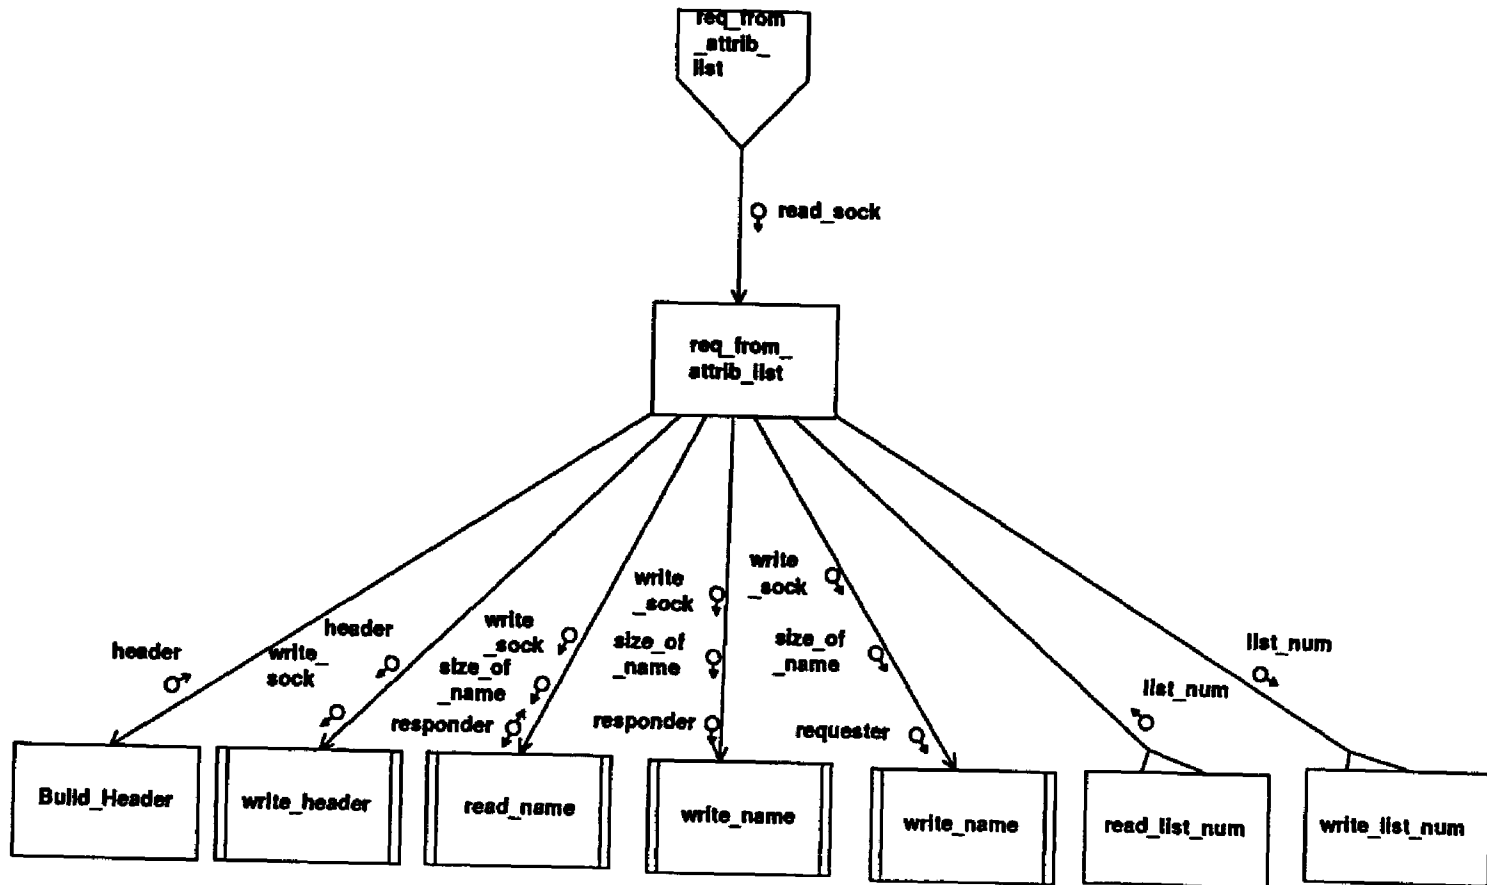 req_from
_attrib_
list
read_sock
req_from_
attrib_list
header
header
write_
sock
write
_sock
size_of
_name
responder
write
_sock
size_of
_name
responder
write
_sock
size_of
_name
requester
list_num
list_num
Build_Header
write_header
read_name
write_name
write_name
read_list_num
write_list_num